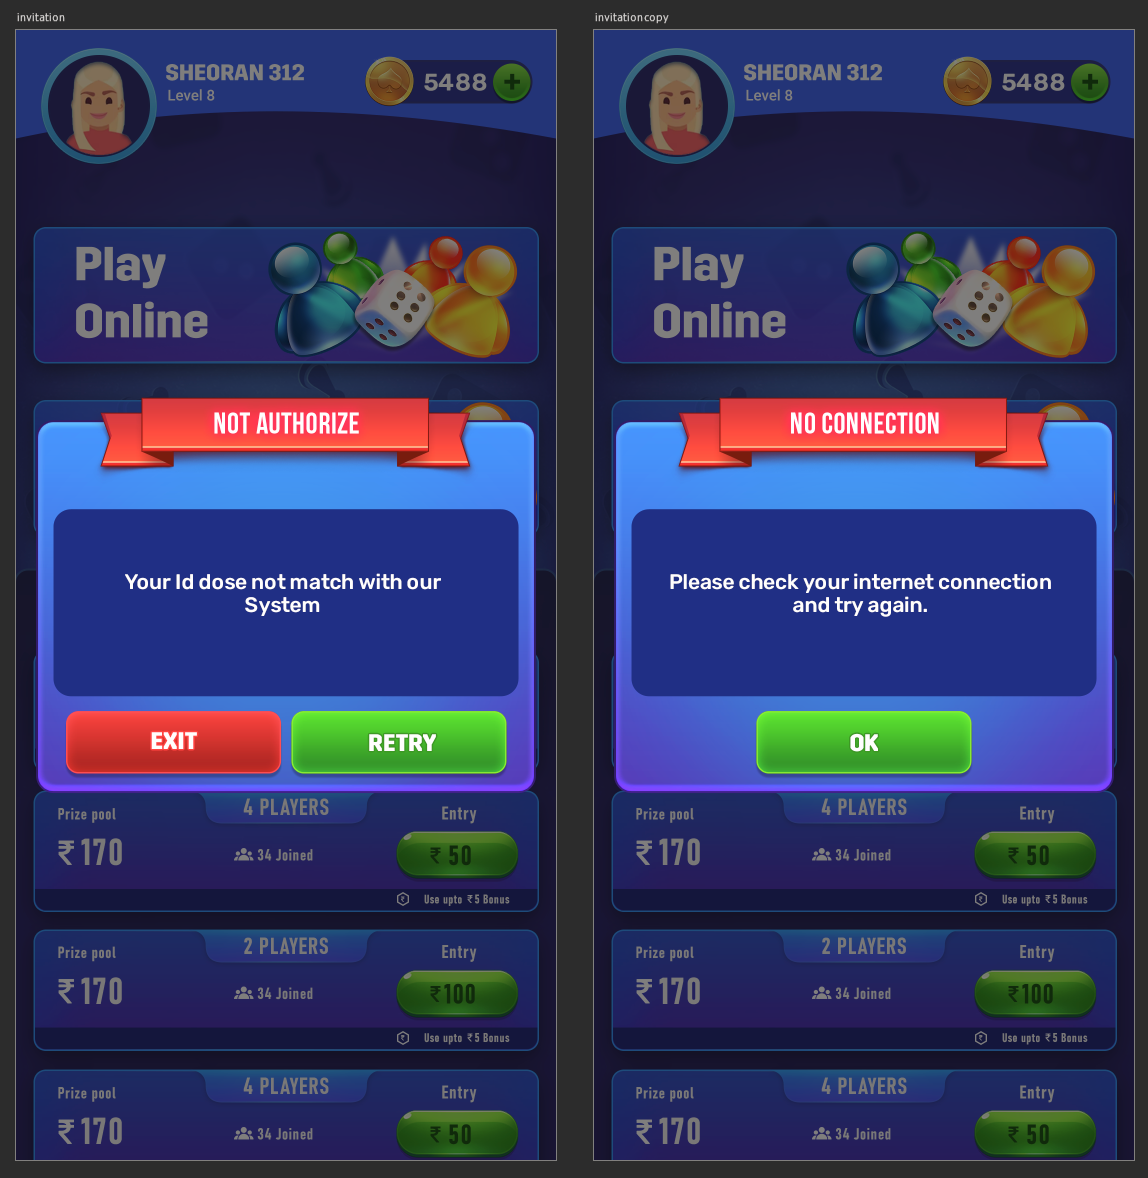 invitation
SHEORAN 312
Level 8
5488
Play
Online
NOT AUTHORIZE
Your Id dose not match with our
System
EXIT
RETRY
Prize pool
4 PLAYERS
Entry
₹ 170
34 Joined
₹ 50
Use upto ₹ 5 Bonus
Prize pool
2 PLAYERS
Entry
₹ 170
34 Joined
₹ 100
Use upto ₹ 5 Bonus
Prize pool
4 PLAYERS
Entry
₹ 170
34 Joined
₹ 50
invitation copy
SHEORAN 312
Level 8
5488
Play
Online
NO CONNECTION
Please check your internet connection
and try again.
OK
Prize pool
4 PLAYERS
Entry
₹ 170
34 Joined
₹ 50
Use upto ₹ 5 Bonus
Prize pool
2 PLAYERS
Entry
₹ 170
34 Joined
₹ 100
Use upto ₹ 5 Bonus
Prize pool
4 PLAYERS
Entry
₹ 170
34 Joined
₹ 50